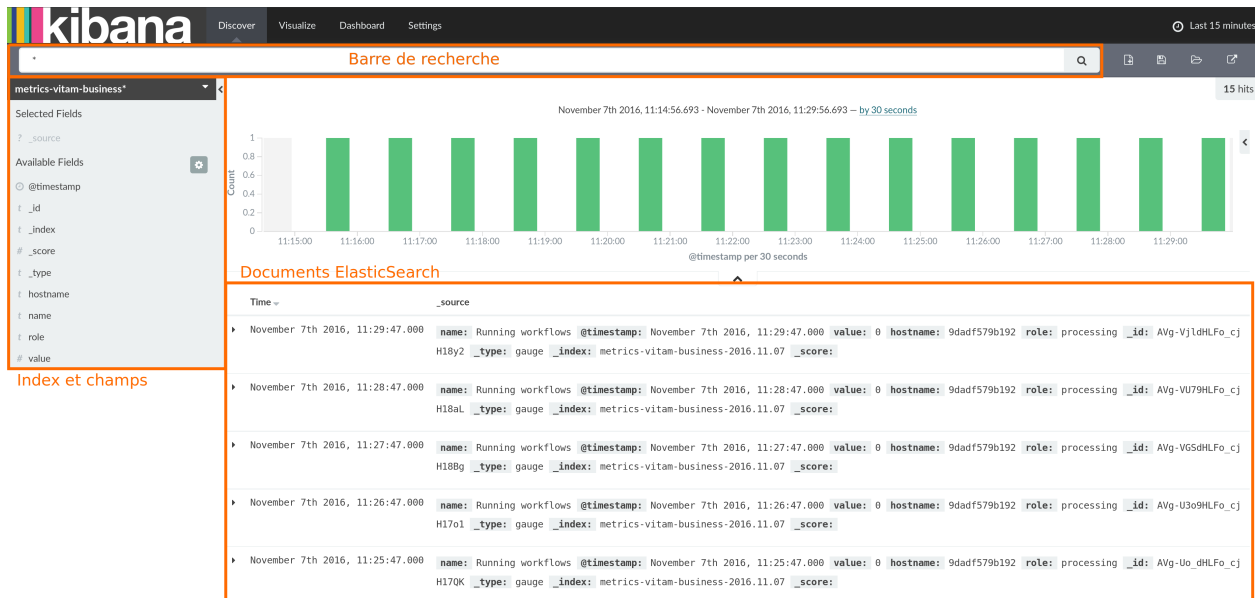 kibana Discover Visualize Dashboard Settings Last 15 minutes
* Barre de recherche
metrics-vitam-business* 15 hits
Selected Fields
? _source
Available Fields
@timestamp
t _id
t _index
# _score
t _type
t hostname
t name
t role
# value
Index et champs
November 7th 2016, 11:14:56.693 - November 7th 2016, 11:29:56.693 — by 30 seconds
Count
1
0.8
0.6
0.4
0.2
0
11:15:00 11:16:00 11:17:00 11:18:00 11:19:00 11:20:00 11:21:00 11:22:00 11:23:00 11:24:00 11:25:00 11:26:00 11:27:00 11:28:00 11:29:00
@timestamp per 30 seconds
Documents ElasticSearch
Time _source
November 7th 2016, 11:29:47.000 name: Running workflows @timestamp: November 7th 2016, 11:29:47.000 value: 0 hostname: 9dadf579b192 role: processing _id: AVg-VjldHLFo_cj
H18y2 _type: gauge _index: metrics-vitam-business-2016.11.07 _score:
November 7th 2016, 11:28:47.000 name: Running workflows @timestamp: November 7th 2016, 11:28:47.000 value: 0 hostname: 9dadf579b192 role: processing _id: AVg-VU79HLFo_cj
H18aL _type: gauge _index: metrics-vitam-business-2016.11.07 _score:
November 7th 2016, 11:27:47.000 name: Running workflows @timestamp: November 7th 2016, 11:27:47.000 value: 0 hostname: 9dadf579b192 role: processing _id: AVg-VGSdHLFo_cj
H18Bg _type: gauge _index: metrics-vitam-business-2016.11.07 _score:
November 7th 2016, 11:26:47.000 name: Running workflows @timestamp: November 7th 2016, 11:26:47.000 value: 0 hostname: 9dadf579b192 role: processing _id: AVg-U3o9HLFo_cj
H17o1 _type: gauge _index: metrics-vitam-business-2016.11.07 _score:
November 7th 2016, 11:25:47.000 name: Running workflows @timestamp: November 7th 2016, 11:25:47.000 value: 0 hostname: 9dadf579b192 role: processing _id: AVg-Uo_dHLFo_cj
H17QK _type: gauge _index: metrics-vitam-business-2016.11.07 _score: